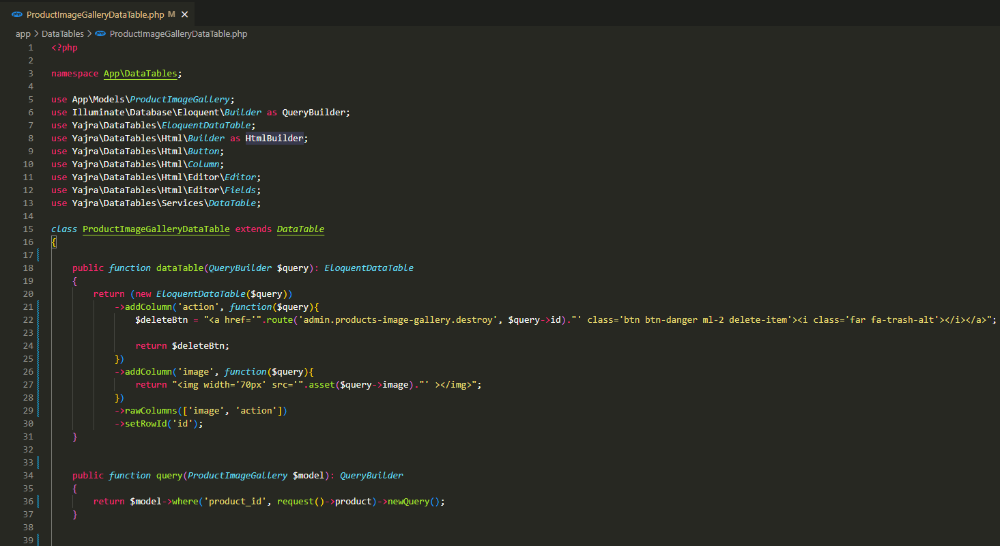 ProductImageGalleryDataTable.php M
app > DataTables > ProductImageGalleryDataTable.php
1 <?php
2
3 namespace App\DataTables;
4
5 use App\Models\ProductImageGallery;
6 use Illuminate\Database\Eloquent\Builder as QueryBuilder;
7 use Yajra\DataTables\EloquentDataTable;
8 use Yajra\DataTables\Html\Builder as HtmlBuilder;
9 use Yajra\DataTables\Html\Button;
10 use Yajra\DataTables\Html\Column;
11 use Yajra\DataTables\Html\Editor\Editor;
12 use Yajra\DataTables\Html\Editor\Fields;
13 use Yajra\DataTables\Services\DataTable;
14
15 class ProductImageGalleryDataTable extends DataTable
16 {
17
18     public function dataTable(QueryBuilder $query): EloquentDataTable
19     {
20         return (new EloquentDataTable($query))
21             ->addColumn('action', function($query){
22                 $deleteBtn = "<a href='".route('admin.products-image-gallery.destroy', $query->id)."' class='btn btn-danger ml-2 delete-item'><i class='far fa-trash-alt'></i></a>";
23
24                 return $deleteBtn;
25             })
26             ->addColumn('image', function($query){
27                 return "<img width='70px' src='".asset($query->image)."' ></img>";
28             })
29             ->rawColumns(['image', 'action'])
30             ->setRowId('id');
31     }
32
33
34     public function query(ProductImageGallery $model): QueryBuilder
35     {
36         return $model->where('product_id', request()->product)->newQuery();
37     }
38
39